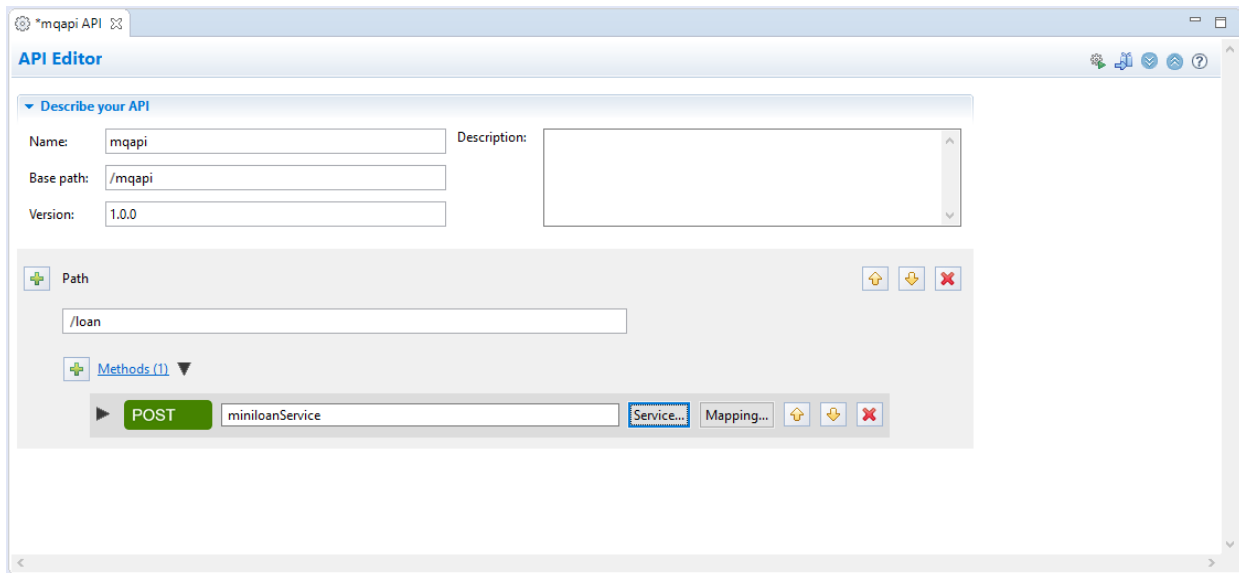 *mqapi API
API Editor
Describe your API
Name: mqapi Description:
Base path: /mqapi
Version: 1.0.0
Path
/loan
Methods (1)
POST miniloanService Service... Mapping...